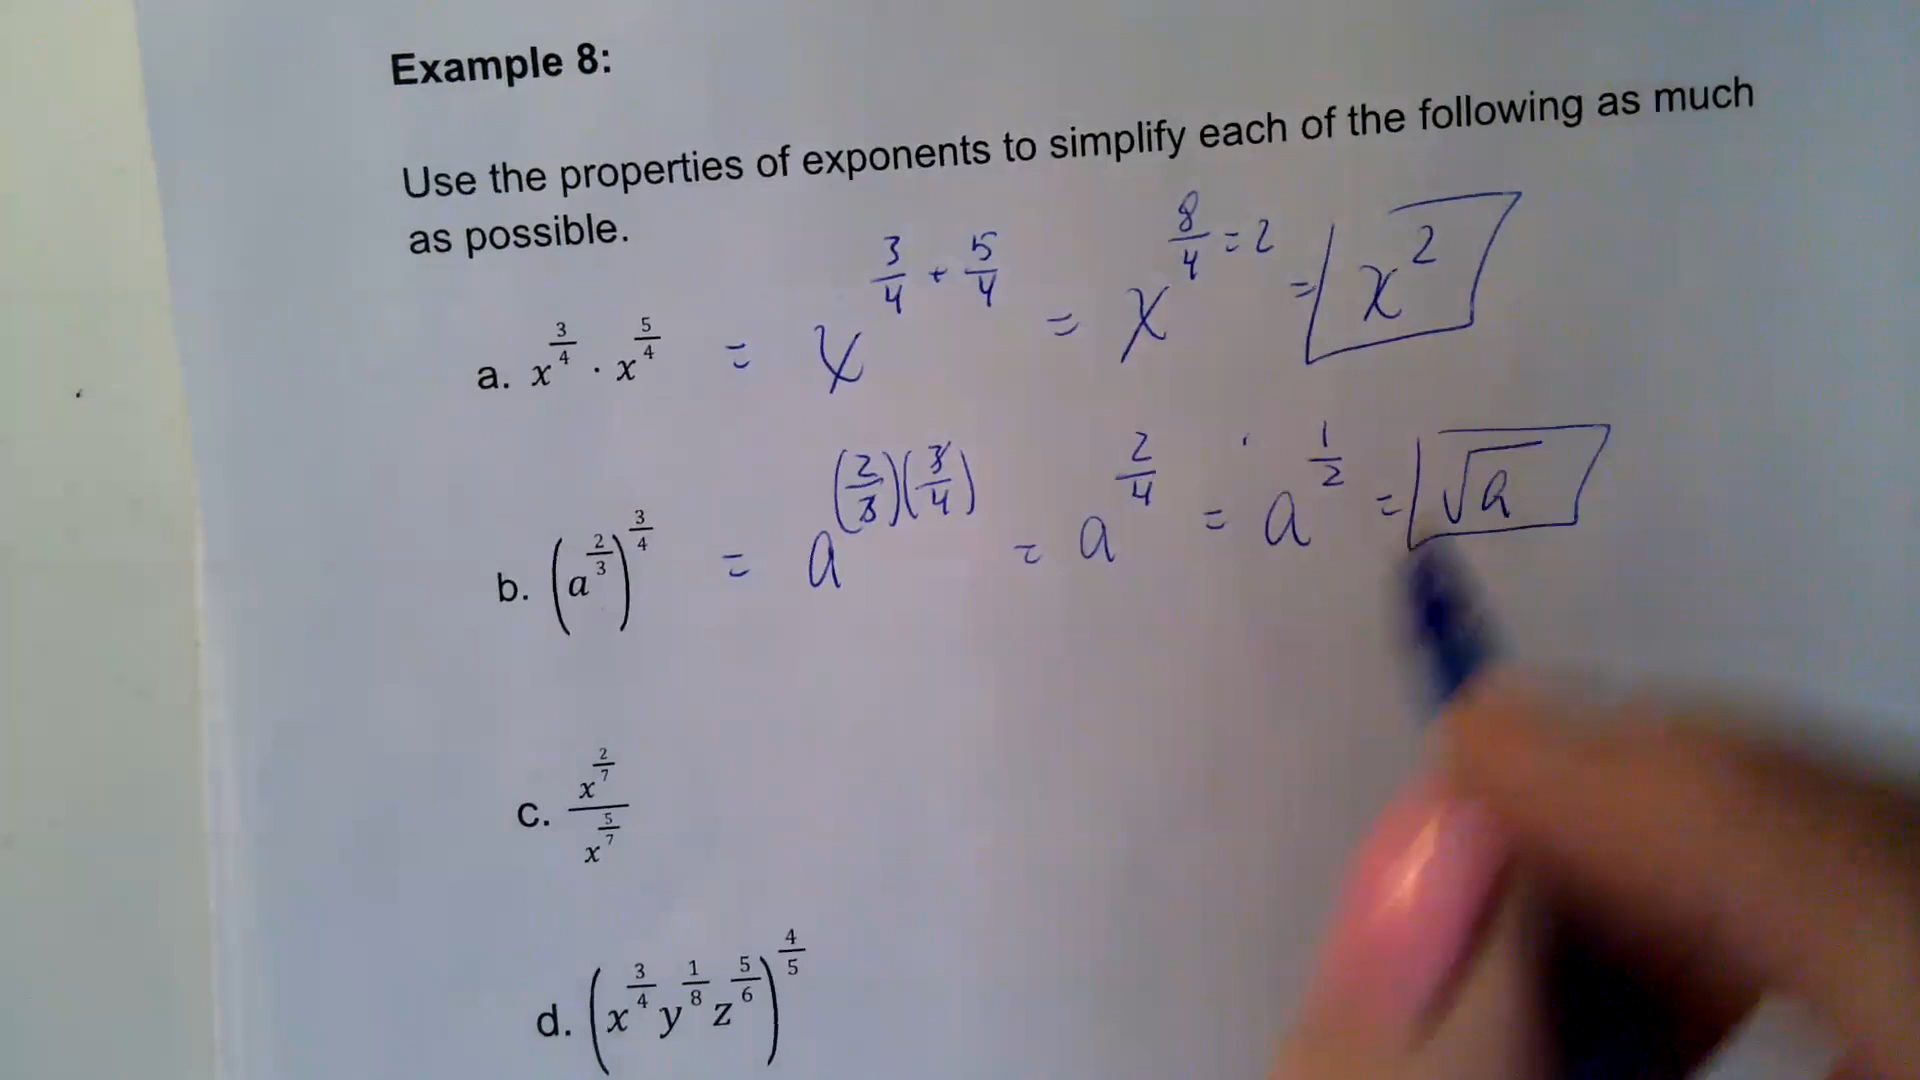 Example 8:
Use the properties of exponents to simplify each of the following as much
as possible.
a. x^(3/4) · x^(5/4) = x^(3/4 + 5/4) = x^(8/4 = 2) = x^2
b. (a^(2/3))^(3/4) = a^((2/3)(3/4)) = a^(2/4) = a^(1/2) = √a
c. x^(2/7) / x^(5/7)
d. (x^(3/4) y^(1/8) z^(5/6))^(4/5)